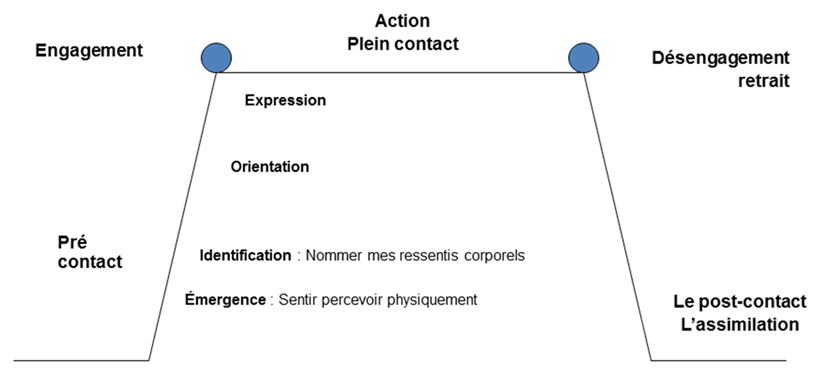 Action
Plein contact
Engagement
Désengagement
retrait
Expression
Orientation
Pré
contact
Identification : Nommer mes ressentis corporels
Émergence : Sentir percevoir physiquement
Le post-contact
L’assimilation